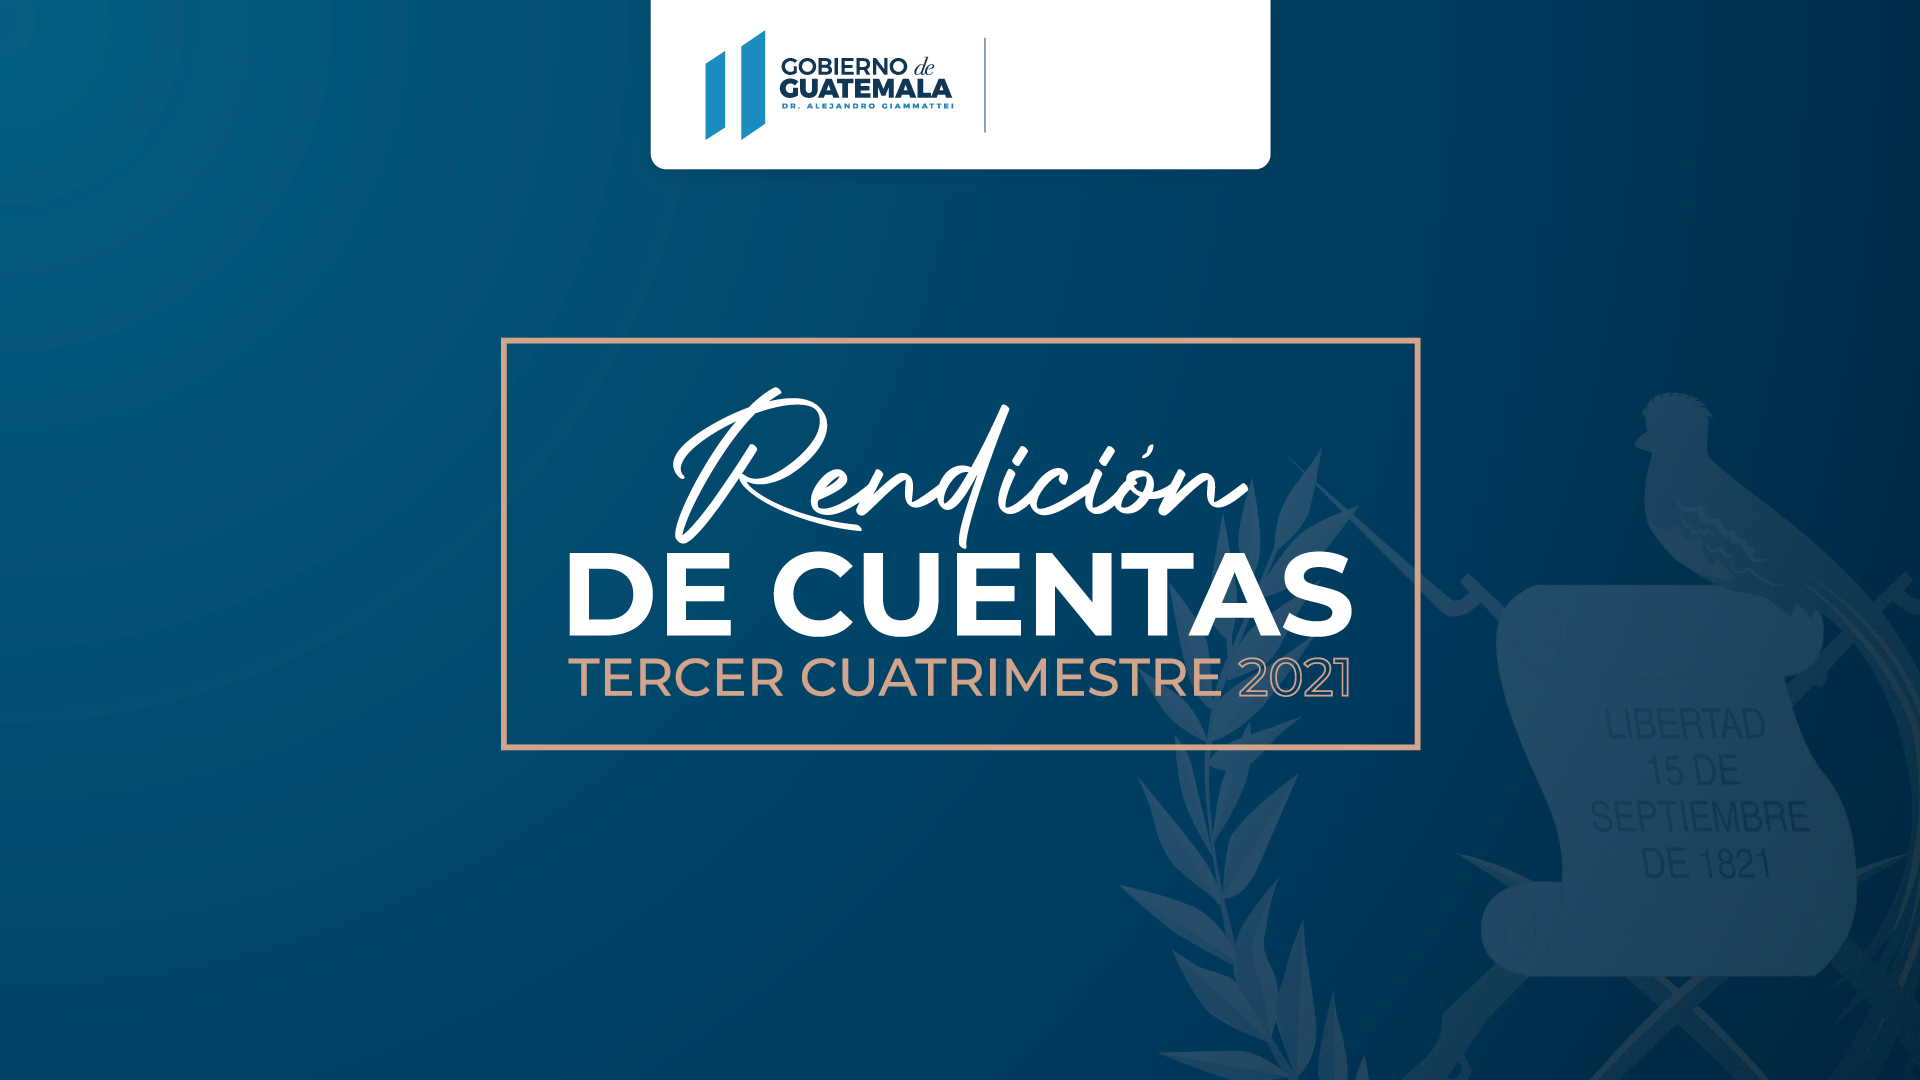 GOBIERNO de
GUATEMALA
DR. ALEJANDRO GIAMMATTEI
Rendición
DE CUENTAS
TERCER CUATRIMESTRE 2021
LIBERTAD
15 DE
SEPTIEMBRE
DE 1821